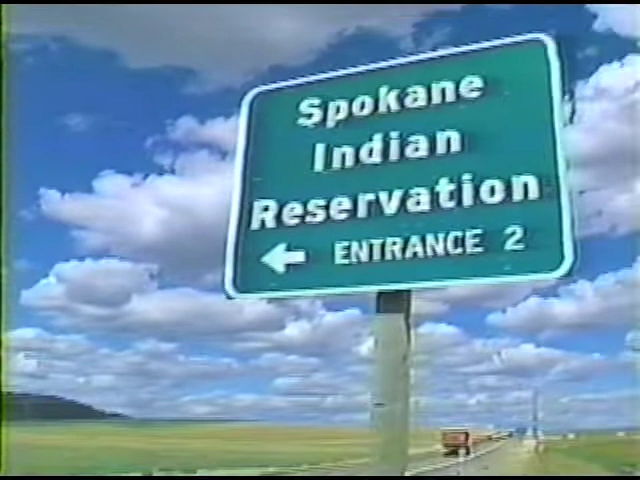 Spokane
Indian
Reservation
← ENTRANCE 2